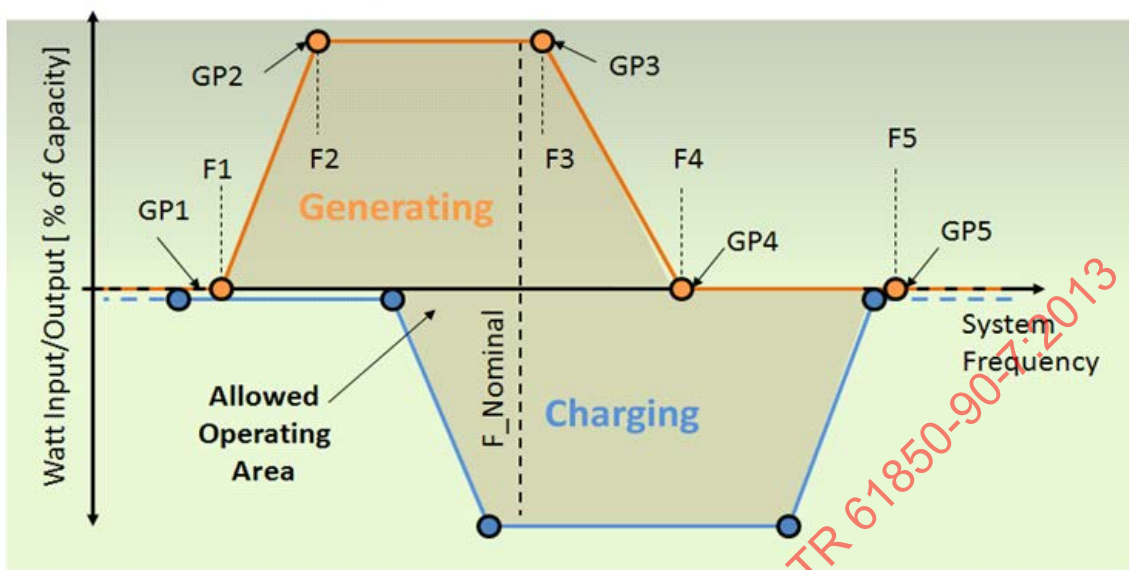 Watt Input/Output [ % of Capacity]
GP2
GP3
F1
F2
F3
F4
F5
GP1
Generating
GP4
GP5
System
Frequency
F_Nominal
Allowed
Operating
Area
Charging
TR 61850-90-7:2013